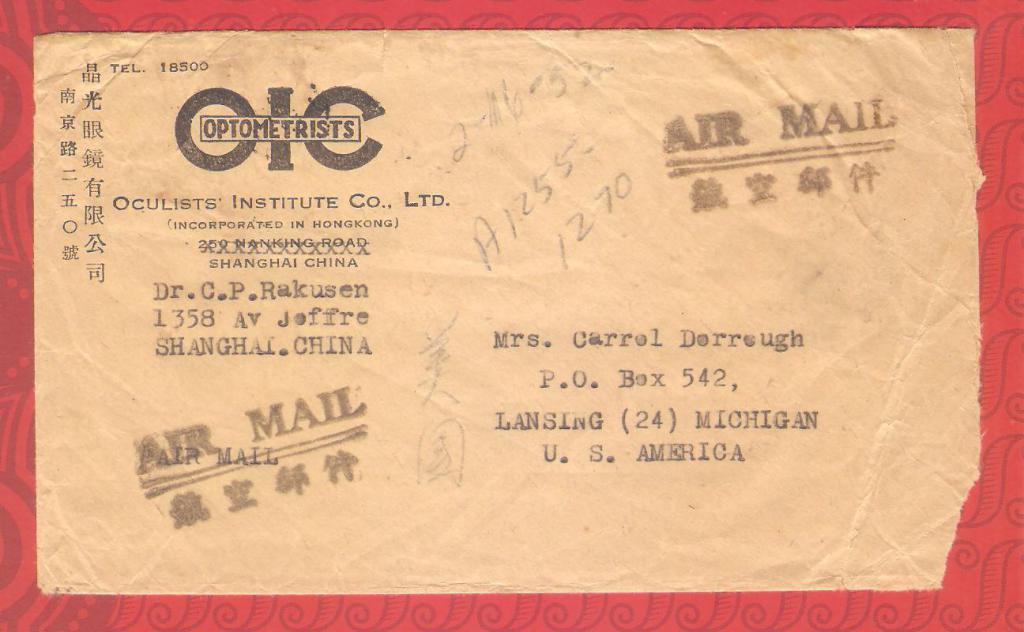 TEL. 18500
晶光眼鏡有限公司
南京路二五〇號
OIC
OPTOMETRISTS
OCULISTS' INSTITUTE CO., LTD.
(INCORPORATED IN HONGKONG)
250 NANKING ROAD
SHANGHAI CHINA
Dr.C.P.Rakusen
1358 Av Joffre
SHANGHAI.CHINA
A1255-
1270
AIR MAIL
航空郵件
Mrs. Carrol Dorrough
P.O. Box 542,
LANSING (24) MICHIGAN
U. S. AMERICA
美國
AIR MAIL
AIR MAIL
航空郵件